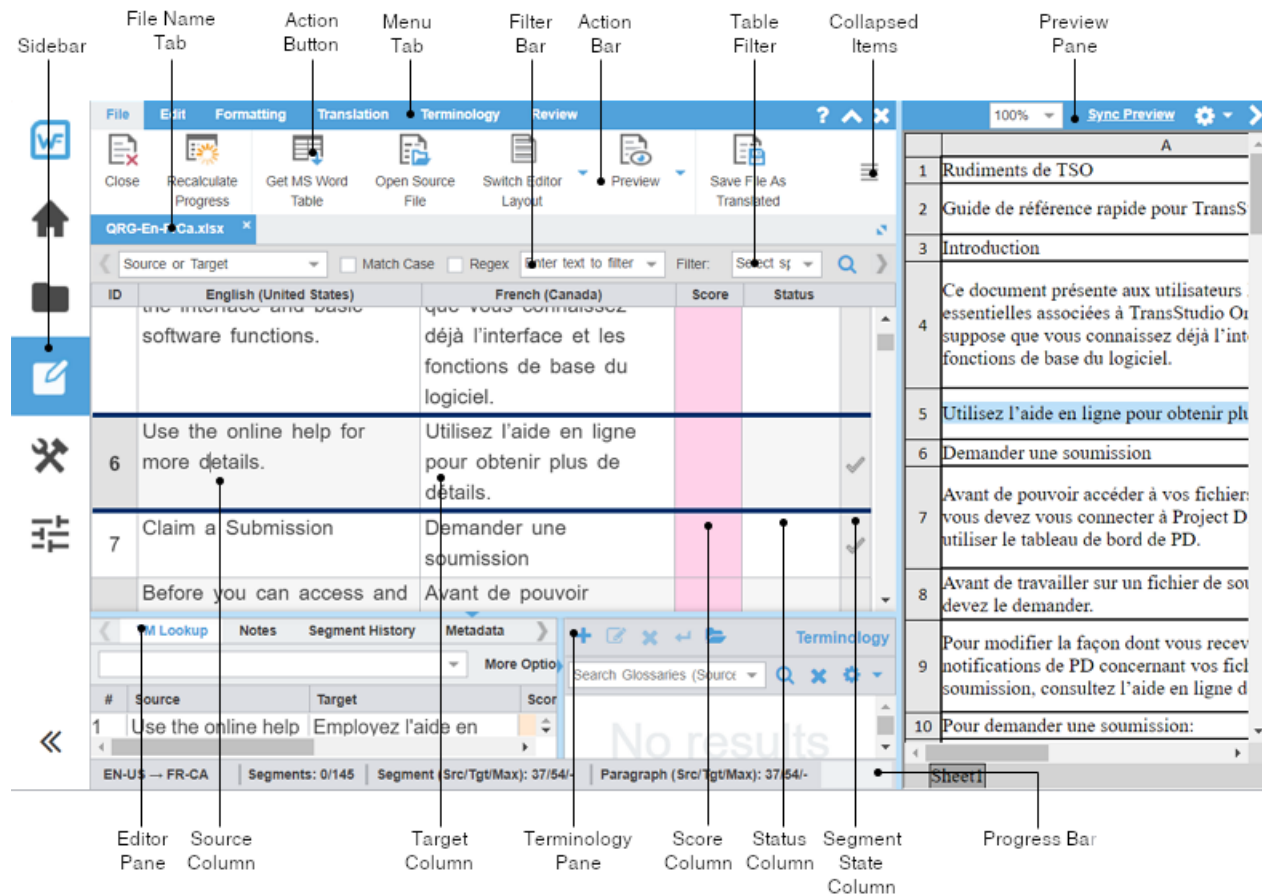 File Name
Tab
Action
Button
Menu
Tab
Filter
Bar
Action
Bar
Table
Filter
Collapsed
Items
Preview
Pane
Sidebar
WF
File Edit Formatting Translation Terminology Review ?
Close
Recalculate
Progress
Get MS Word
Table
Open Source
File
Switch Editor
Layout
Preview
Save File As
Translated
QRG-En-FrCa.xlsx ×
Source or Target Match Case Regex Enter text to filter Filter: Select sp
ID English (United States) French (Canada) Score Status
the interface and basic
software functions.
que vous connaissez
déjà l'interface et les
fonctions de base du
logiciel.
6
Use the online help for
more details.
Utilisez l'aide en ligne
pour obtenir plus de
détails.
7
Claim a Submission
Demander une
soumission
Before you can access and
Avant de pouvoir
TM Lookup Notes Segment History Metadata
More Optio
# Source Target Scor
1 Use the online help Employez l'aide en
Terminology
Search Glossaries (Source
No results
EN-US → FR-CA Segments: 0/145 Segment (Src/Tgt/Max): 37/54/- Paragraph (Src/Tgt/Max): 37/54/-
100% Sync Preview
A
1 Rudiments de TSO
2 Guide de référence rapide pour TransS
3 Introduction
4
Ce document présente aux utilisateurs
essentielles associées à TransStudio On
suppose que vous connaissez déjà l'int
fonctions de base du logiciel.
5 Utilisez l'aide en ligne pour obtenir plu
6 Demander une soumission
7
Avant de pouvoir accéder à vos fichiers
vous devez vous connecter à Project D
utiliser le tableau de bord de PD.
8
Avant de travailler sur un fichier de sou
devez le demander.
9
Pour modifier la façon dont vous recev
notifications de PD concernant vos fich
soumission, consultez l'aide en ligne d
10 Pour demander une soumission:
Sheet1
Editor
Pane
Source
Column
Target
Column
Terminology
Pane
Score
Column
Status
Column
Segment
State
Column
Progress Bar